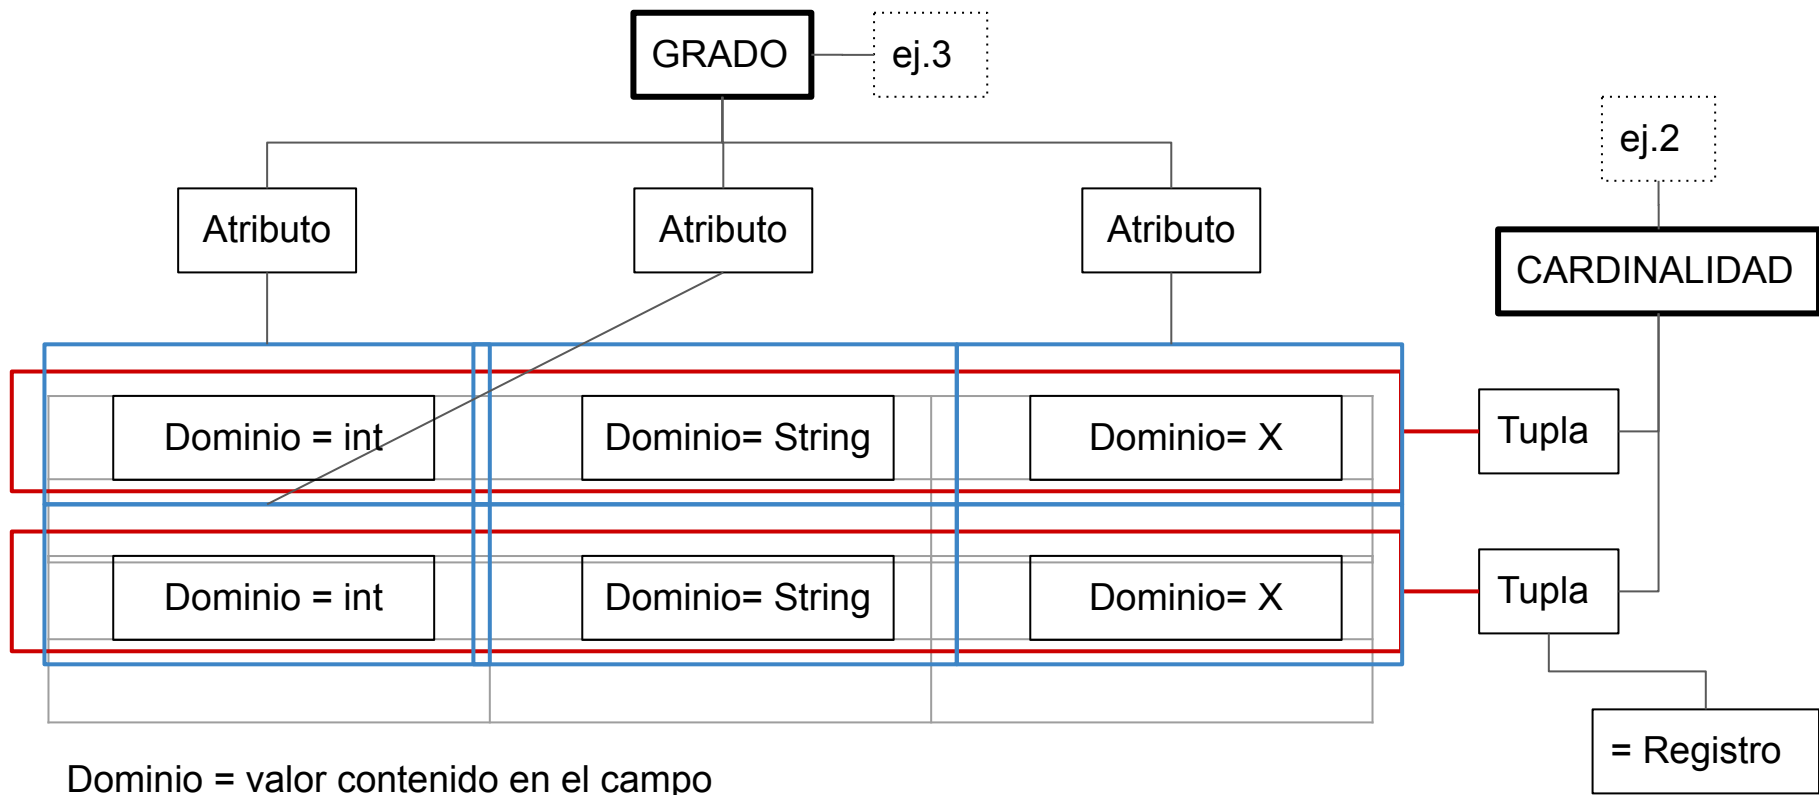 GRADO
ej.3
ej.2
Atributo
Atributo
Atributo
CARDINALIDAD
Dominio = int
Dominio= String
Dominio= X
Tupla
Dominio = int
Dominio= String
Dominio= X
Tupla
= Registro
Dominio = valor contenido en el campo